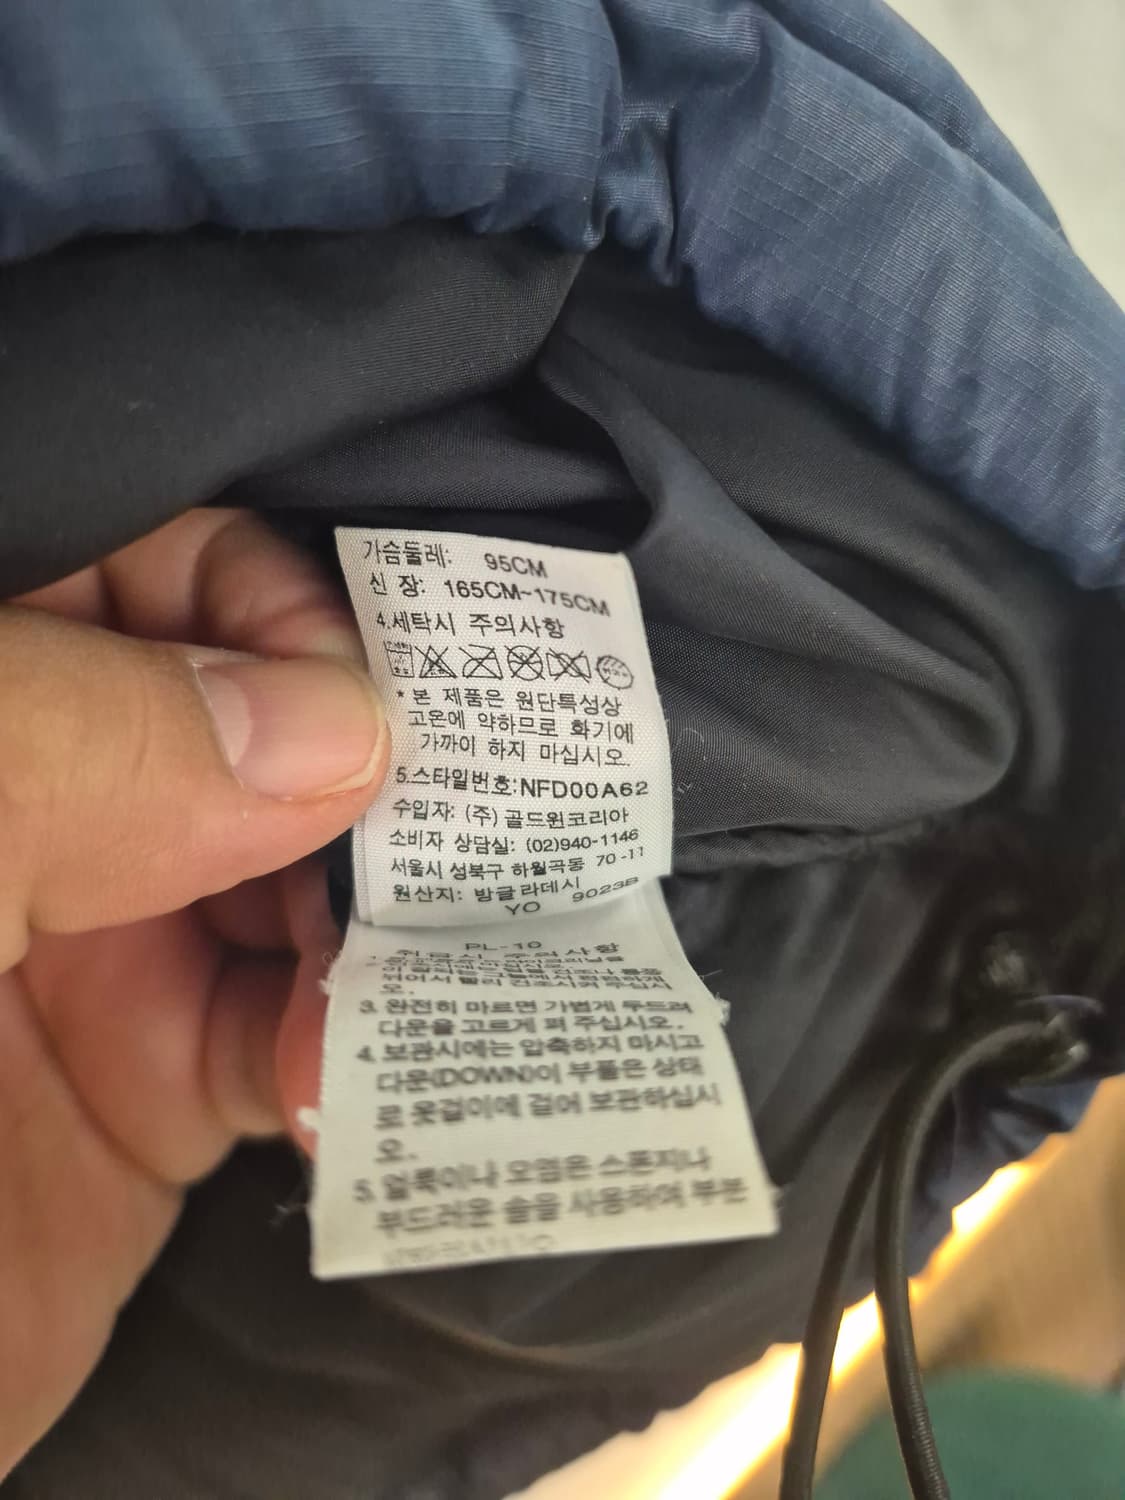 가슴둘레: 95CM
신 장: 165CM~175CM
4.세탁시 주의사항
* 본 제품은 원단특성상
고온에 약하므로 화기에
가까이 하지 마십시오.
5.스타일번호:NFD00A62
수입자: (주) 골드윈코리아
소비자 상담실: (02)940-1146
서울시 성북구 하월곡동 70-11
원산지: 방글라데시 9023B
YO
PL-10
취급시 주의사항
오.
3. 완전히 마르면 가볍게 두드려
다운을 고르게 펴 주십시오.
4. 보관시에는 압축하지 마시고
다운(DOWN)이 부풀은 상태
로 옷걸이에 걸어 보관하십시
오.
5. 얼룩이나 오염은 스폰지나
부드러운 솔을 사용하여 부분